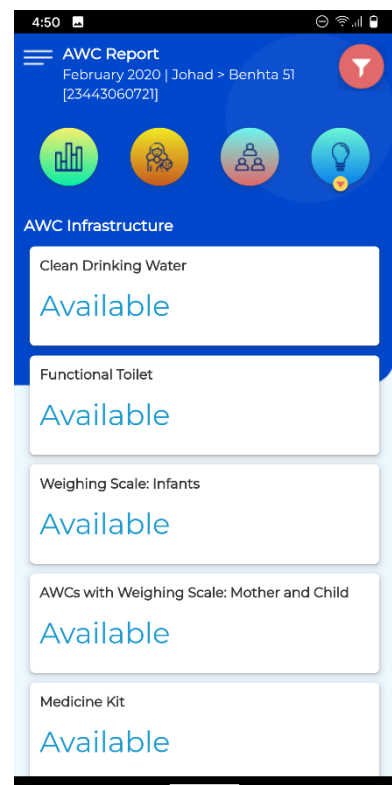 4:50
AWC Report
February 2020 | Johad > Benhta 51
[23443060721]
AWC Infrastructure
Clean Drinking Water
Available
Functional Toilet
Available
Weighing Scale: Infants
Available
AWCs with Weighing Scale: Mother and Child
Available
Medicine Kit
Available